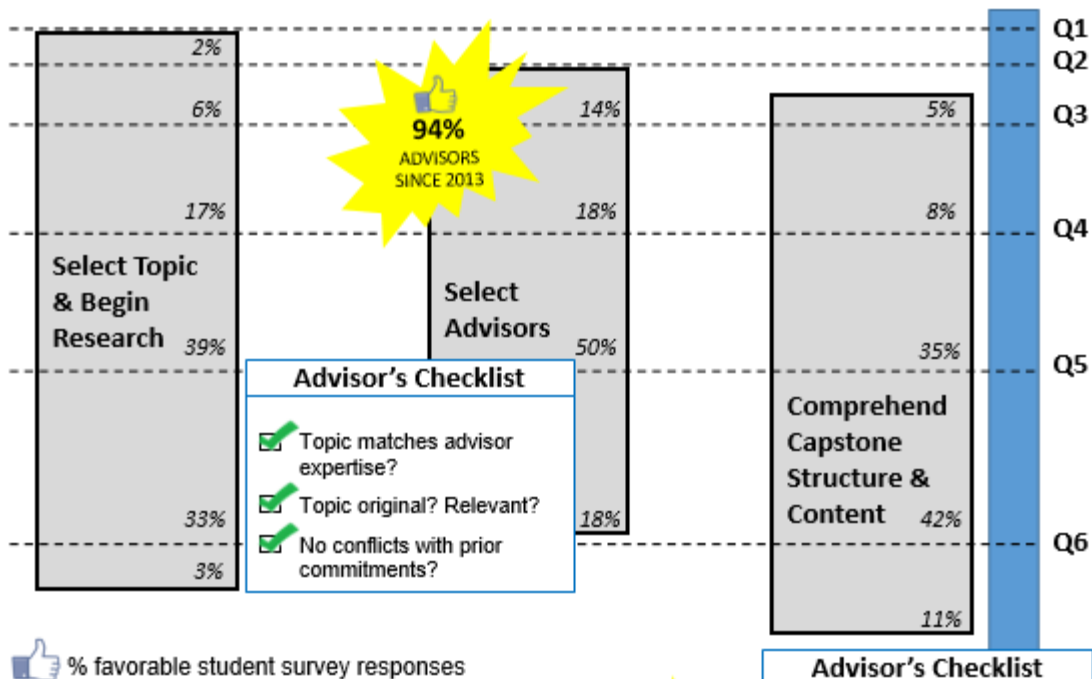 Q1
2%
Q2
6%
94%
ADVISORS
SINCE 2013
14%
5%
Q3
17%
18%
8%
Q4
Select Topic
& Begin
Research
39%
Select
Advisors
50%
35%
Q5
Advisor's Checklist
Topic matches advisor
expertise?
Topic original? Relevant?
No conflicts with prior
commitments?
Comprehend
Capstone
Structure &
Content
33%
18%
42%
Q6
3%
11%
% favorable student survey responses
Advisor's Checklist